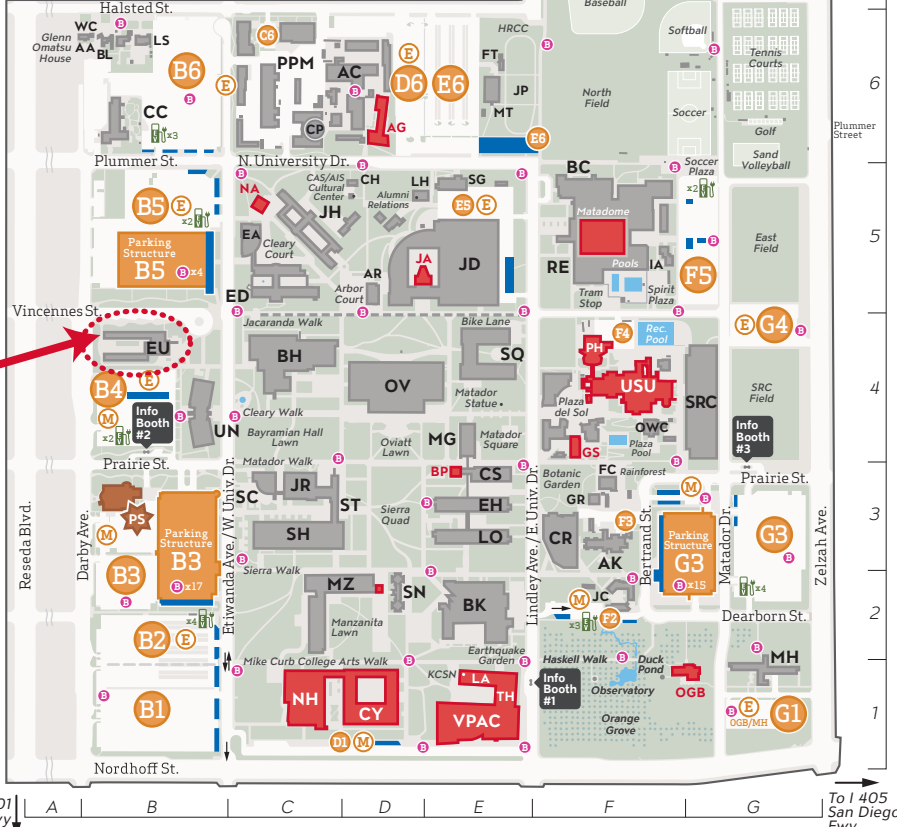 Halsted St.
Baseball
WC
B
Glenn
Omatsu
House
AA
BL
LS
C6
HRCC
Softball
B
B
6
PPM
AC
E
FT
Tennis
Courts
B6
E
D6
E6
B
B
JP
North
Field
MT
Soccer
CC
x3
CP
AG
Golf
Plummer
Street
E6
Sand
Volleyball
Plummer St.
N. University Dr.
B
BC
Soccer
Plaza
B
B
B
CAS/AIS
Cultural
Center
CH
LH
SG
NA
x2
Alumni
Relations
B5
E
x2
E5
E
JH
Matadome
EA
Cleary
Court
5
Parking
Structure
B5
B x4
East
Field
B
JA
JD
RE
Pools
IA
F5
AR
Arbor
Court
ED
Tram
Stop
Spirit
Plaza
Vincennes St.
B
B
B
B
Jacaranda Walk
Bike Lane
E
G4
B
F4
Rec.
Pool
EU
BH
SQ
PH
OV
USU
4
B4
E
Matador
Statue
SRC
SRC
Field
M
Info
Booth
#2
B
B
Cleary Walk
Plaza
del Sol
x2
UN
Bayramian Hall
Lawn
Oviatt
Lawn
MG
Matador
Square
OWC
Info
Booth
#3
Plaza
Pool
GS
Prairie St.
Matador Walk
B
BP
CS
B
Botanic
Garden
FC
Rainforest
B
Prairie St.
SC
JR
ST
M
B
GR
EH
B
PS
Sierra
Quad
3
M
Parking
Structure
B3
SH
LO
CR
F3
Parking
Structure
G3
G3
B
Reseda Blvd.
Darby Ave.
Etiwanda Ave. / W. Univ. Dr.
Lindley Ave. / E. Univ. Dr.
Bertrand St.
Matador Dr.
Zelzah Ave.
B
Sierra Walk
AK
B3
B x17
B
B
B x15
x4
MZ
SN
JC
M
B
BK
x4
Manzanita
Lawn
x3
F2
Dearborn St.
2
B2
E
Earthquake
Garden
Mike Curb College Arts Walk
B
B
B
Haskell Walk
B
Duck
Pond
B
MH
KCSN
LA
B
B1
NH
CY
TH
VPAC
Info
Booth
#1
Observatory
OGB
B
E
OGB/MH
G1
1
Orange
Grove
D1
M
B
B
Nordhoff St.
A
B
C
D
E
F
G
To I 405
San Diego